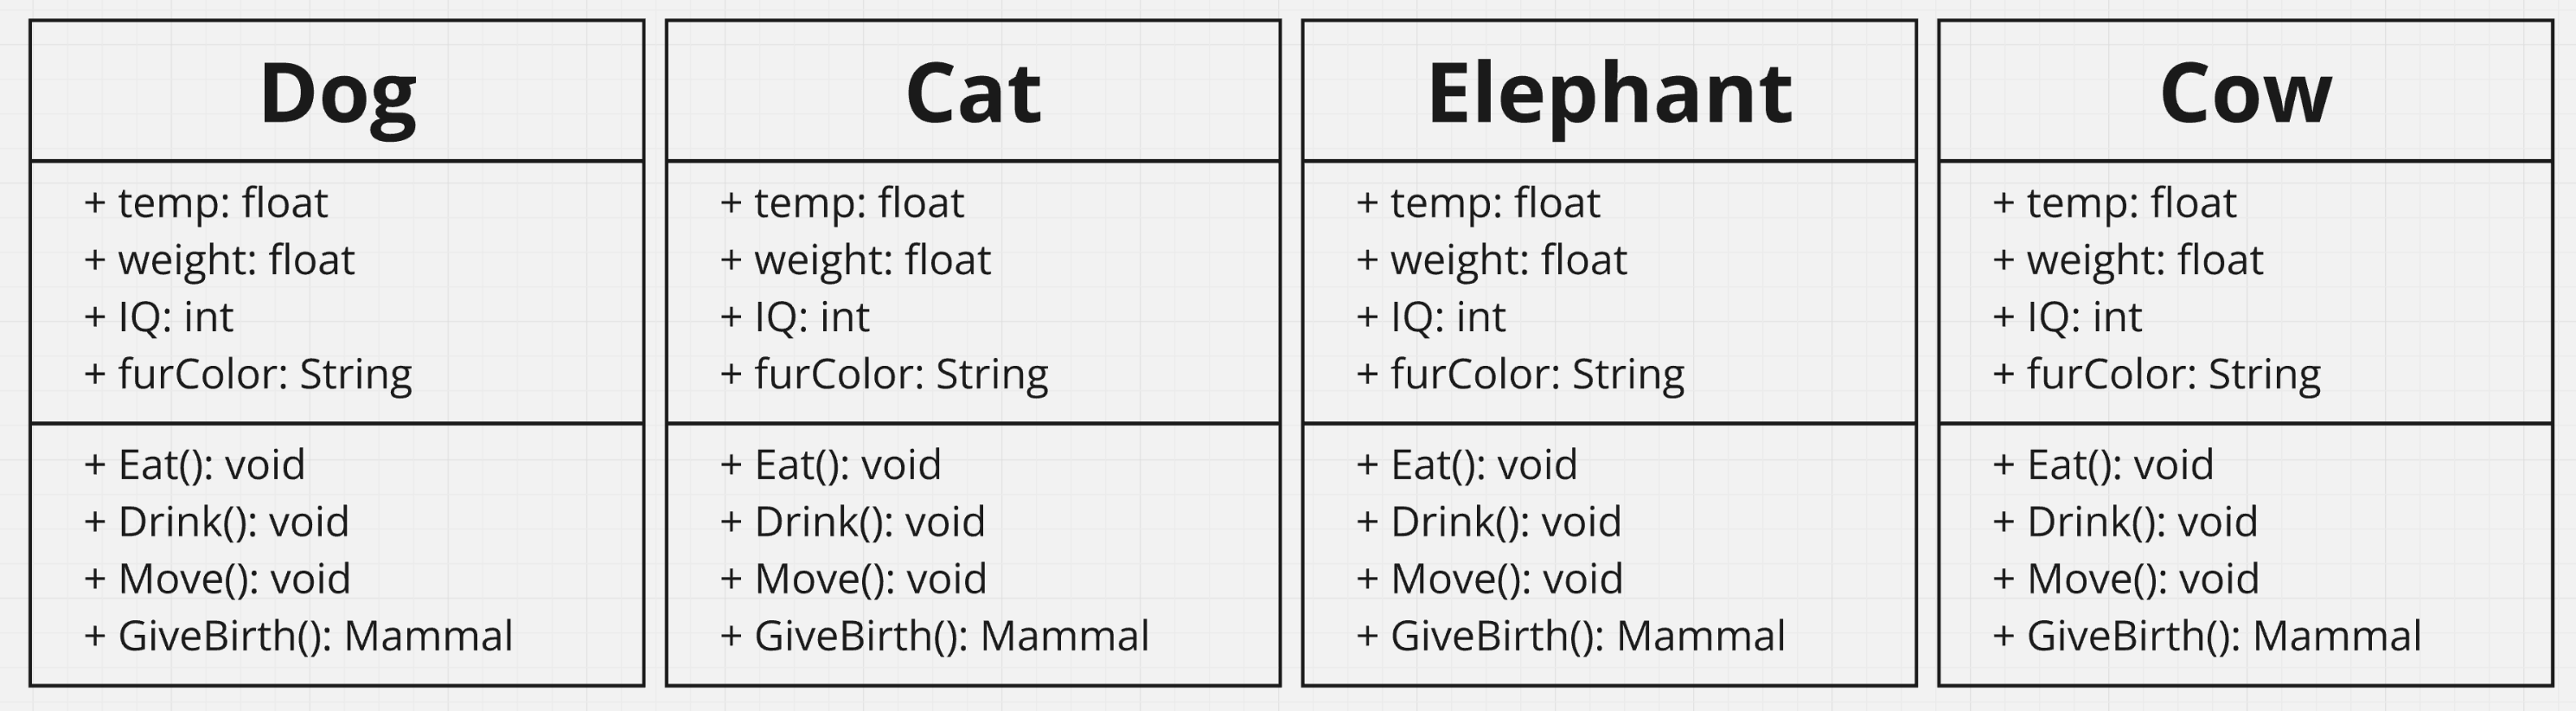 Dog
+ temp: float
+ weight: float
+ IQ: int
+ furColor: String
+ Eat(): void
+ Drink(): void
+ Move(): void
+ GiveBirth(): Mammal
Cat
+ temp: float
+ weight: float
+ IQ: int
+ furColor: String
+ Eat(): void
+ Drink(): void
+ Move(): void
+ GiveBirth(): Mammal
Elephant
+ temp: float
+ weight: float
+ IQ: int
+ furColor: String
+ Eat(): void
+ Drink(): void
+ Move(): void
+ GiveBirth(): Mammal
Cow
+ temp: float
+ weight: float
+ IQ: int
+ furColor: String
+ Eat(): void
+ Drink(): void
+ Move(): void
+ GiveBirth(): Mammal